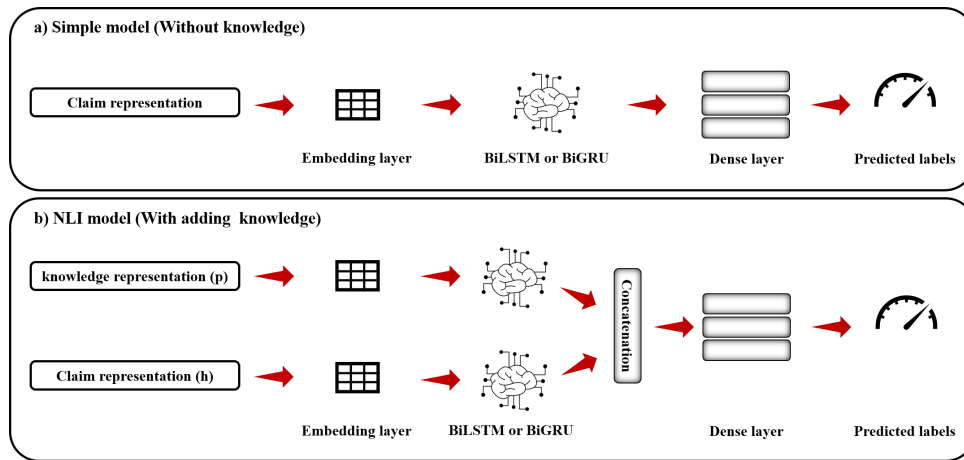 a) Simple model (Without knowledge)
Claim representation
Embedding layer
BiLSTM or BiGRU
Dense layer
Predicted labels
b) NLI model (With adding knowledge)
knowledge representation (p)
Concatenation
Claim representation (h)
Embedding layer
BiLSTM or BiGRU
Dense layer
Predicted labels